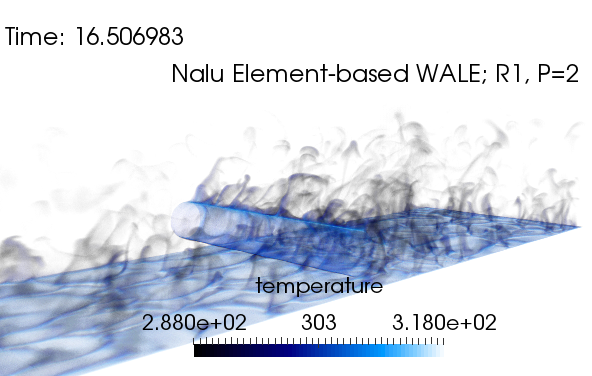 Time: 16.506983
Nalu Element-based WALE; R1, P=2
temperature
2.880e+02 303 3.180e+02